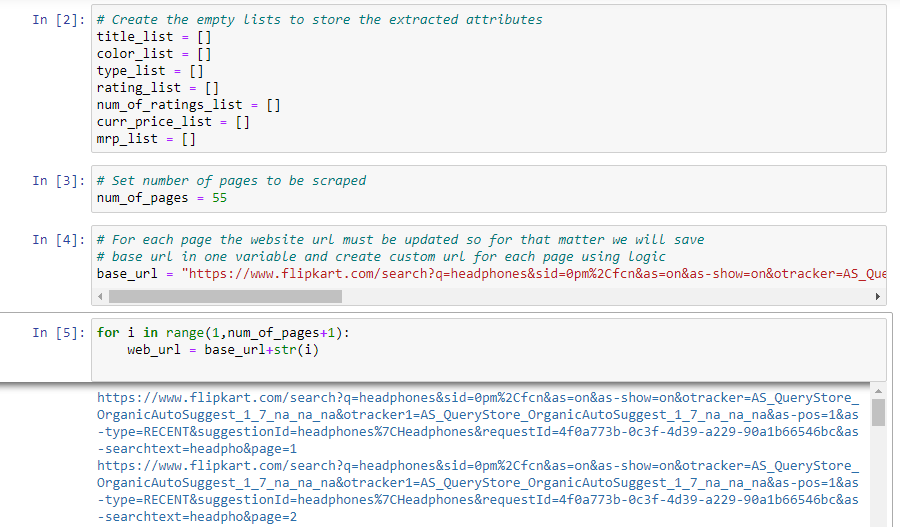 In [2]: # Create the empty lists to store the extracted attributes
title_list = []
color_list = []
type_list = []
rating_list = []
num_of_ratings_list = []
curr_price_list = []
mrp_list = []
In [3]: # Set number of pages to be scraped
num_of_pages = 55
In [4]: # For each page the website url must be updated so for that matter we will save
# base url in one variable and create custom url for each page using logic
base_url = "https://www.flipkart.com/search?q=headphones&sid=0pm%2Cfcn&as=on&as-show=on&otracker=AS_Que
In [5]: for i in range(1,num_of_pages+1):
web_url = base_url+str(i)
https://www.flipkart.com/search?q=headphones&sid=0pm%2Cfcn&as=on&as-show=on&otracker=AS_QueryStore_
OrganicAutoSuggest_1_7_na_na_na&otracker1=AS_QueryStore_OrganicAutoSuggest_1_7_na_na_na&as-pos=1&as
-type=RECENT&suggestionId=headphones%7CHeadphones&requestId=4f0a773b-0c3f-4d39-a229-90a1b66546bc&as
-searchtext=headpho&page=1
https://www.flipkart.com/search?q=headphones&sid=0pm%2Cfcn&as=on&as-show=on&otracker=AS_QueryStore_
OrganicAutoSuggest_1_7_na_na_na&otracker1=AS_QueryStore_OrganicAutoSuggest_1_7_na_na_na&as-pos=1&as
-type=RECENT&suggestionId=headphones%7CHeadphones&requestId=4f0a773b-0c3f-4d39-a229-90a1b66546bc&as
-searchtext=headpho&page=2